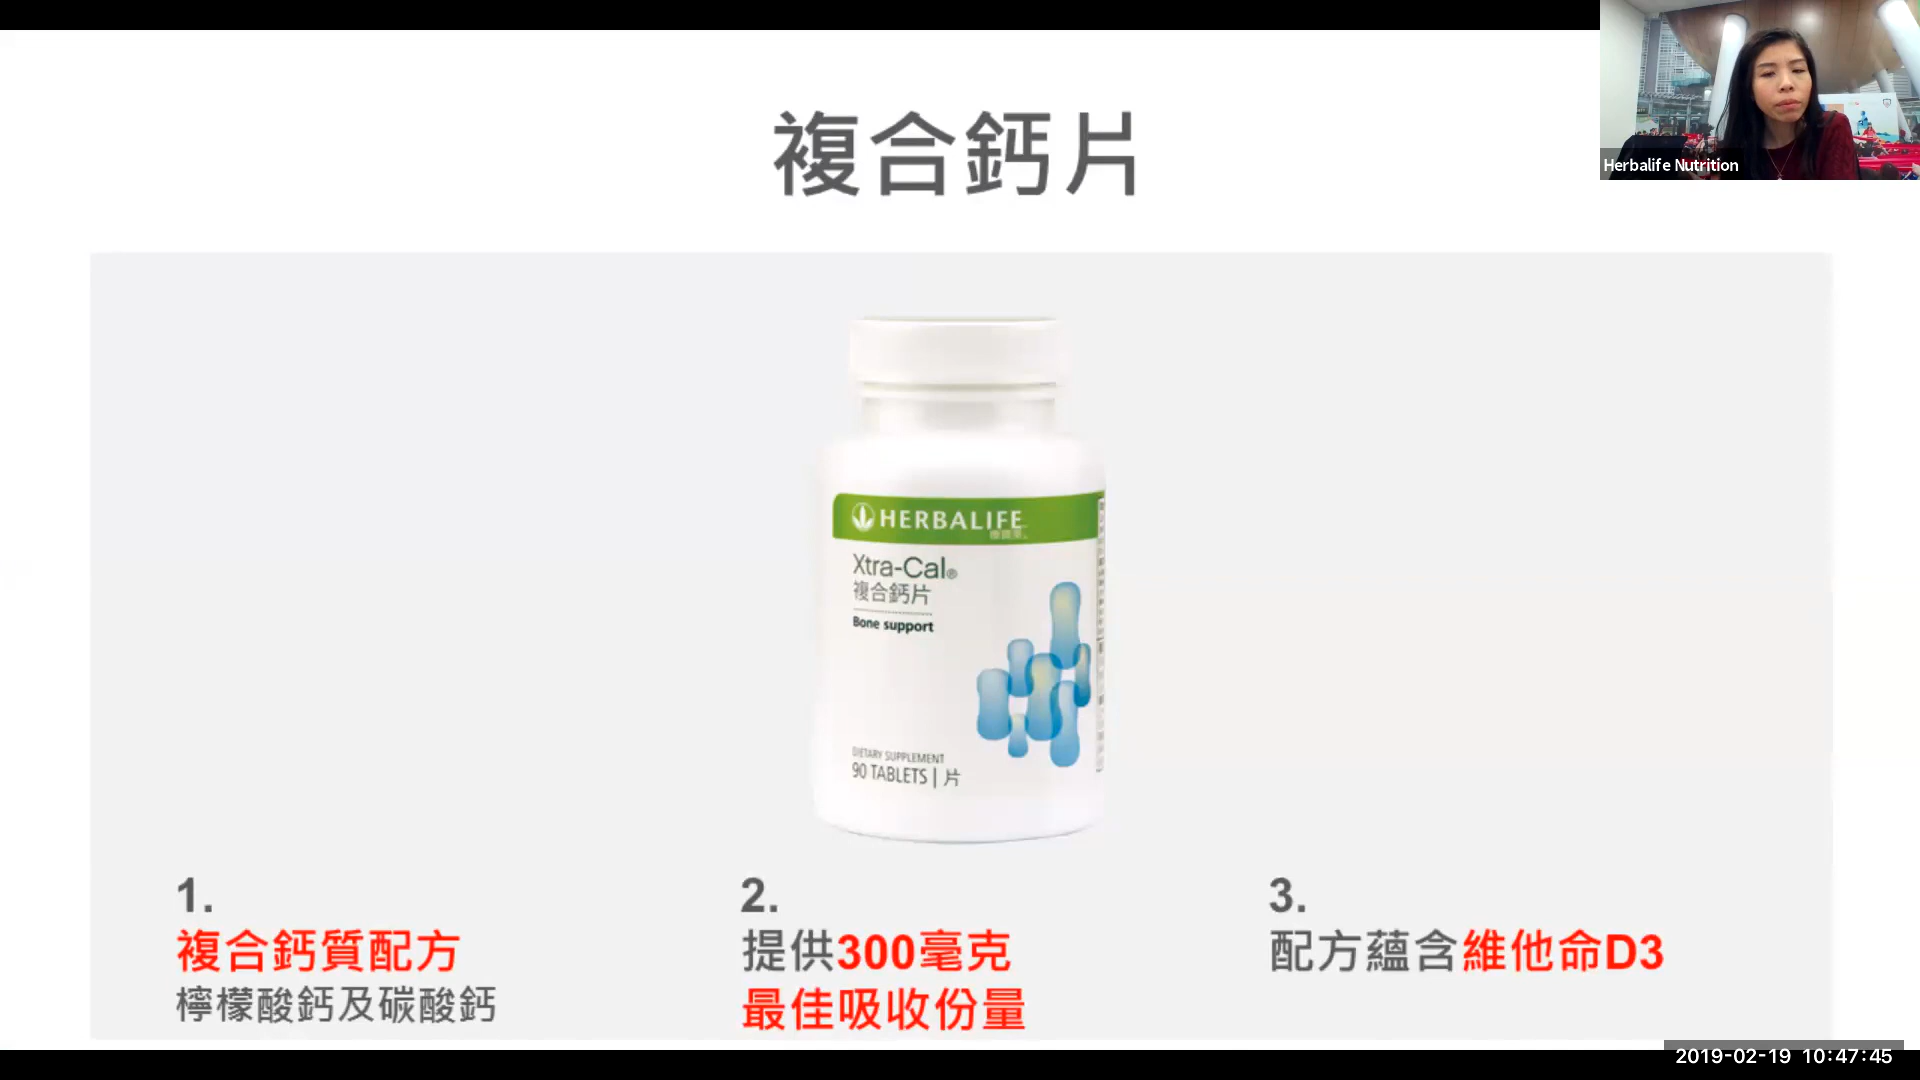 複合鈣片
Herbalife Nutrition
HERBALIFE
Xtra-Cal®
複合鈣片
Bone support
DIETARY SUPPLEMENT
90 TABLETS | 片
1.
複合鈣質配方
檸檬酸鈣及碳酸鈣
2.
提供300毫克
最佳吸收份量
3.
配方蘊含維他命D3
2019-02-19 10:47:45